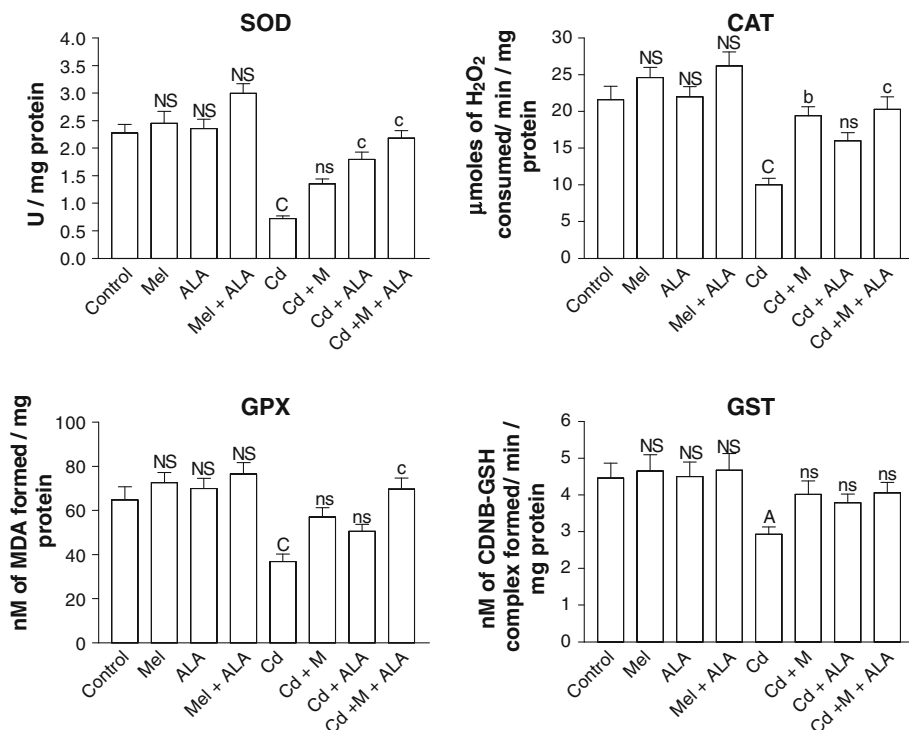 SOD
U / mg protein
4.0
3.5
3.0
2.5
2.0
1.5
1.0
0.5
0.0
NS
NS
NS
C
ns
c
c
Control
Mel
ALA
Mel + ALA
Cd
Cd + M
Cd + ALA
Cd +M + ALA
CAT
μmoles of H₂O₂
consumed/ min / mg
protein
30
25
20
15
10
5
0
NS
NS
NS
C
b
ns
c
Control
Mel
ALA
Mel + ALA
Cd
Cd + M
Cd + ALA
Cd +M + ALA
GPX
nM of MDA formed / mg
protein
100
80
60
40
20
0
NS
NS
NS
C
ns
ns
c
Control
Mel
ALA
Mel + ALA
Cd
Cd + M
Cd + ALA
Cd +M + ALA
GST
nM of CDNB-GSH
complex formed/ min /
mg protein
6
5
4
3
2
1
0
NS
NS
NS
A
ns
ns
ns
Control
Mel
ALA
Mel + ALA
Cd
Cd + M
Cd + ALA
Cd +M + ALA